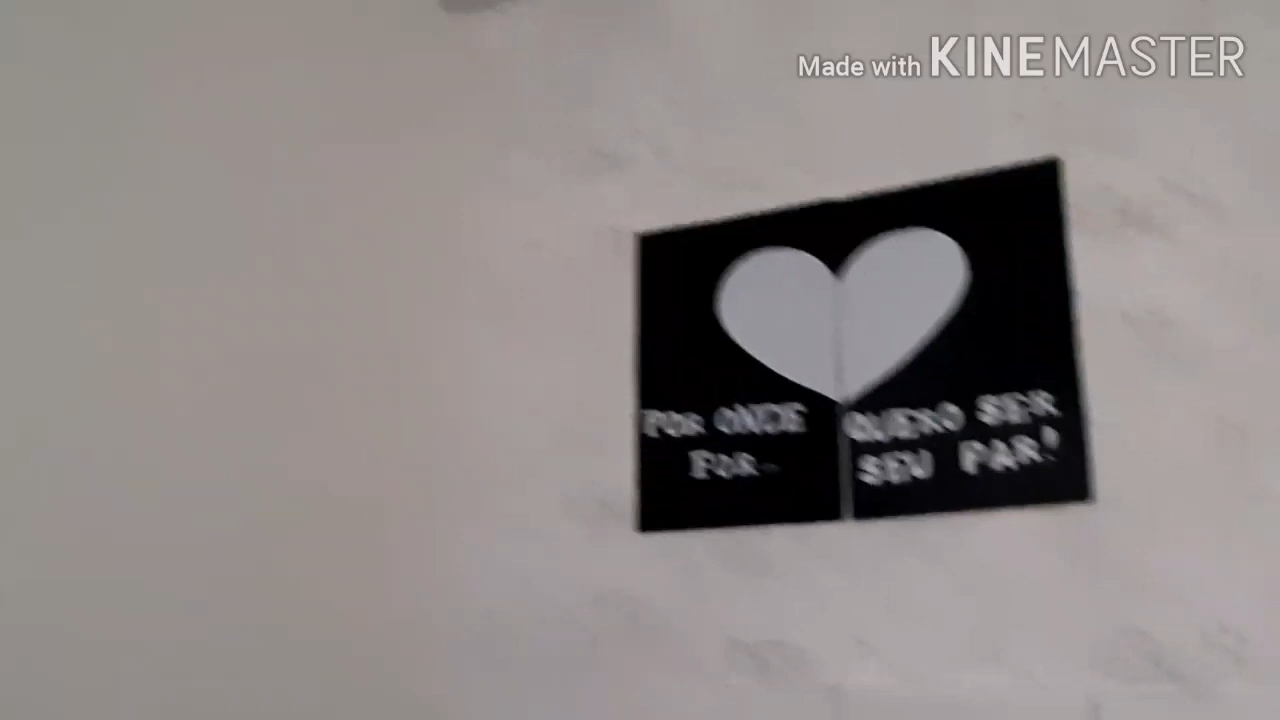 Made with KINEMASTER
POR ONDE
FOR
QUERO SER
SEU PAR!